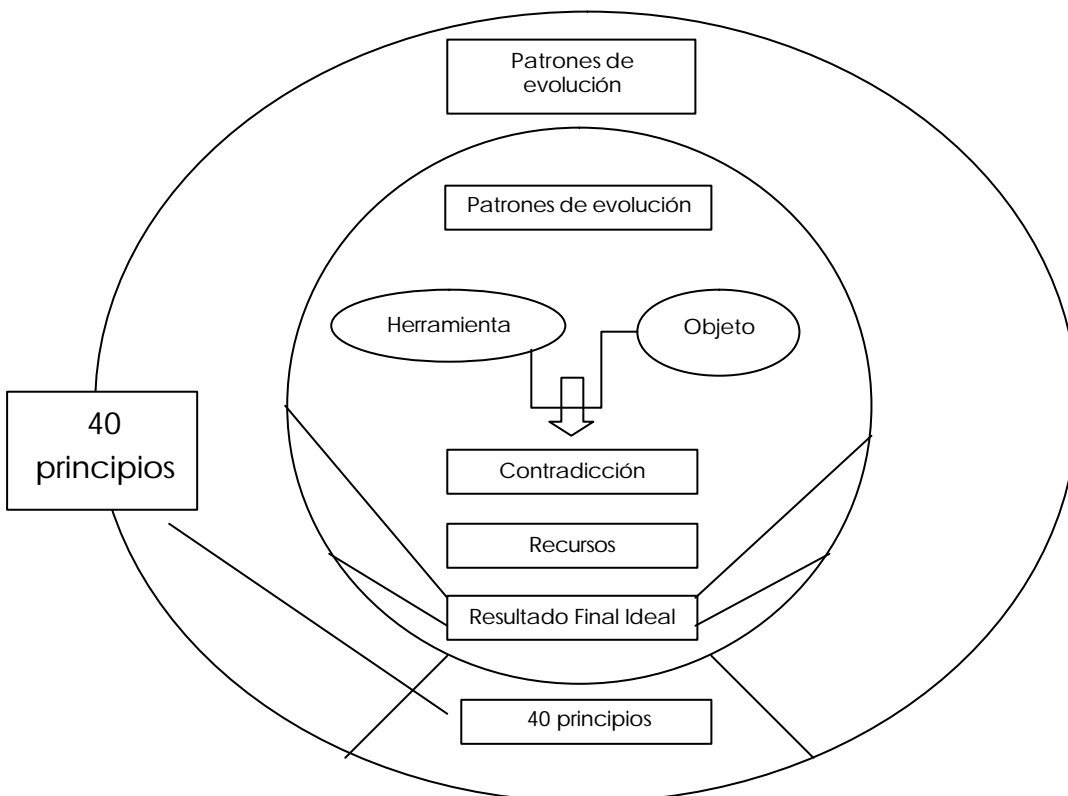 Patrones de
evolución
Patrones de evolución
Herramienta
Objeto
40
principios
Contradicción
Recursos
Resultado Final Ideal
40 principios